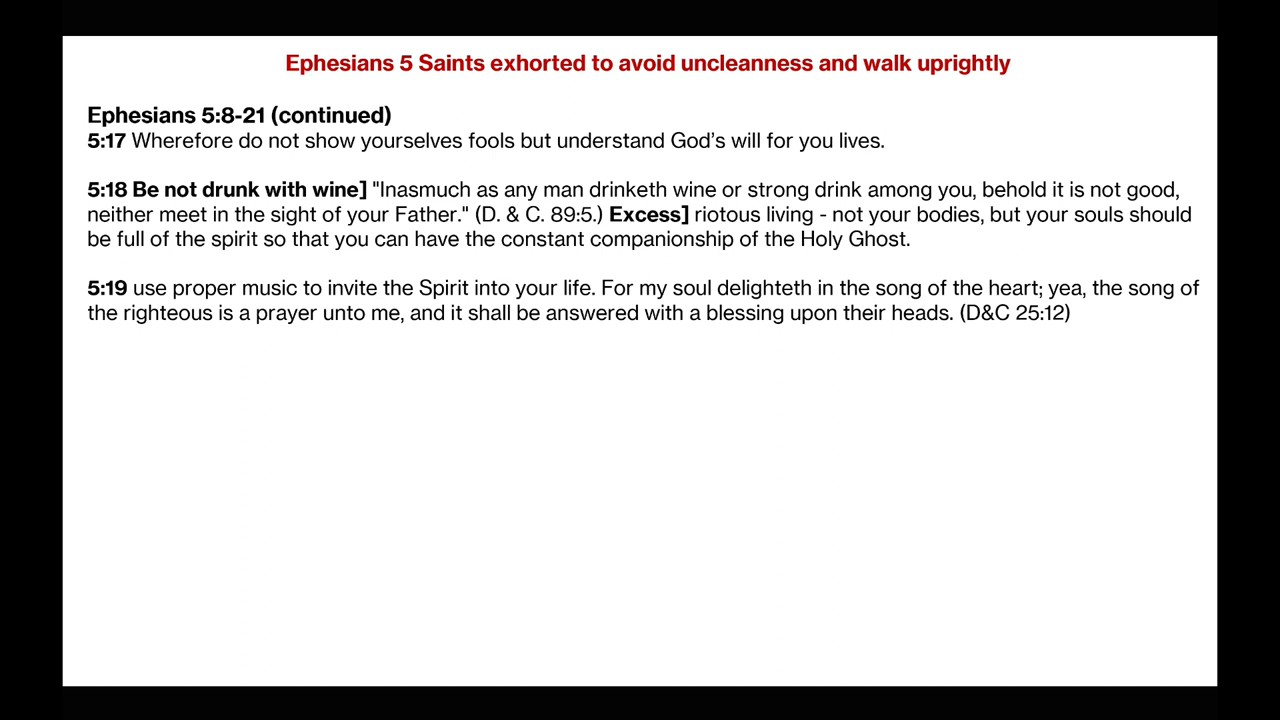 Ephesians 5 Saints exhorted to avoid uncleanness and walk uprightly
Ephesians 5:8-21 (continued)
5:17 Wherefore do not show yourselves fools but understand God’s will for you lives.
5:18 Be not drunk with wine] "Inasmuch as any man drinketh wine or strong drink among you, behold it is not good,
neither meet in the sight of your Father." (D. & C. 89:5.) Excess] riotous living - not your bodies, but your souls should
be full of the spirit so that you can have the constant companionship of the Holy Ghost.
5:19 use proper music to invite the Spirit into your life. For my soul delighteth in the song of the heart; yea, the song of
the righteous is a prayer unto me, and it shall be answered with a blessing upon their heads. (D&C 25:12)